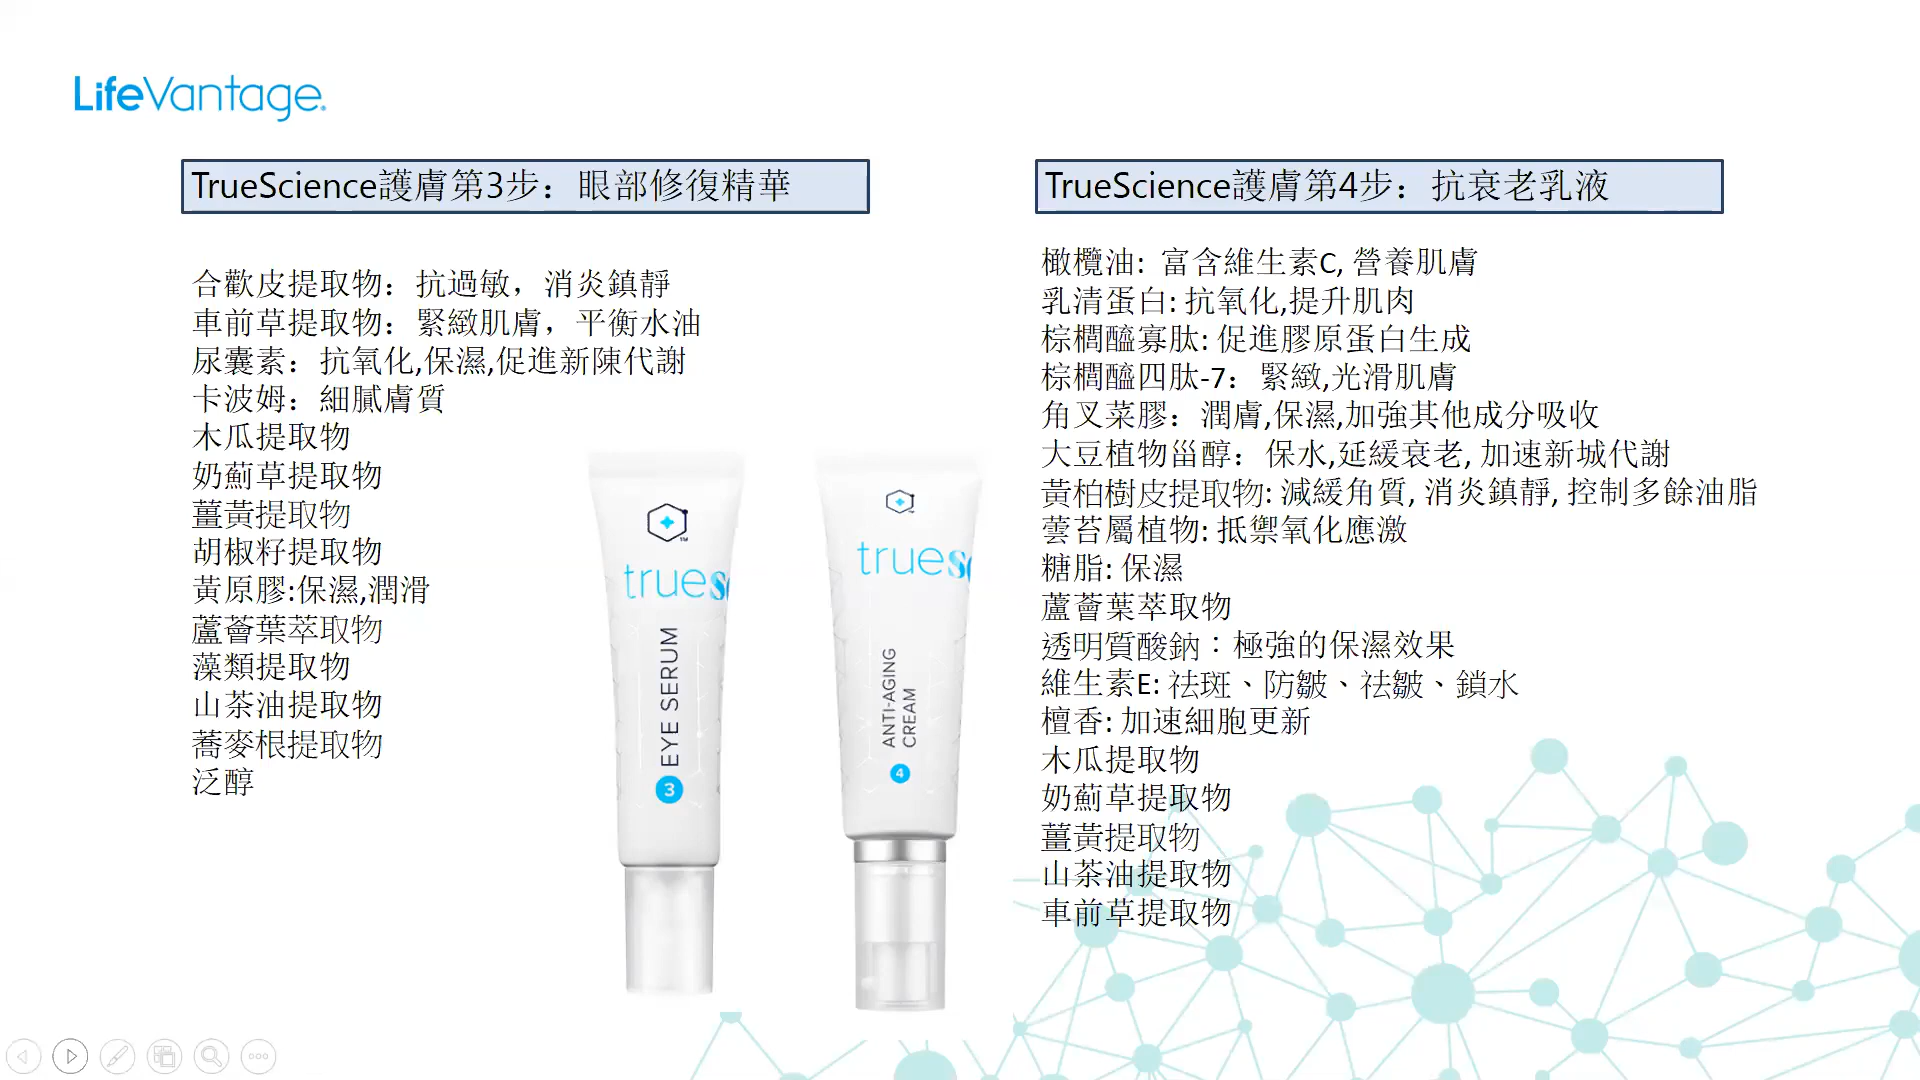 LifeVantage®
TrueScience護膚第3步：眼部修復精華
合歡皮提取物：抗過敏，消炎鎮靜
車前草提取物：緊緻肌膚，平衡水油
尿囊素：抗氧化,保濕,促進新陳代謝
卡波姆：細膩膚質
木瓜提取物
奶薊草提取物
薑黃提取物
胡椒籽提取物
黃原膠:保濕,潤滑
蘆薈葉萃取物
藻類提取物
山茶油提取物
蕎麥根提取物
泛醇
TM
trues
EYE SERUM
3
trues
ANTI-AGING
CREAM
4
TrueScience護膚第4步：抗衰老乳液
橄欖油: 富含維生素C, 營養肌膚
乳清蛋白: 抗氧化,提升肌肉
棕櫚醯寡肽: 促進膠原蛋白生成
棕櫚醯四肽-7：緊緻,光滑肌膚
角叉菜膠：潤膚,保濕,加強其他成分吸收
大豆植物甾醇：保水,延緩衰老, 加速新城代謝
黃柏樹皮提取物: 減緩角質, 消炎鎮靜, 控制多餘油脂
蕓苔屬植物: 抵禦氧化應激
糖脂: 保濕
蘆薈葉萃取物
透明質酸鈉：極強的保濕效果
維生素E: 祛斑、防皺、祛皺、鎖水
檀香: 加速細胞更新
木瓜提取物
奶薊草提取物
薑黃提取物
山茶油提取物
車前草提取物